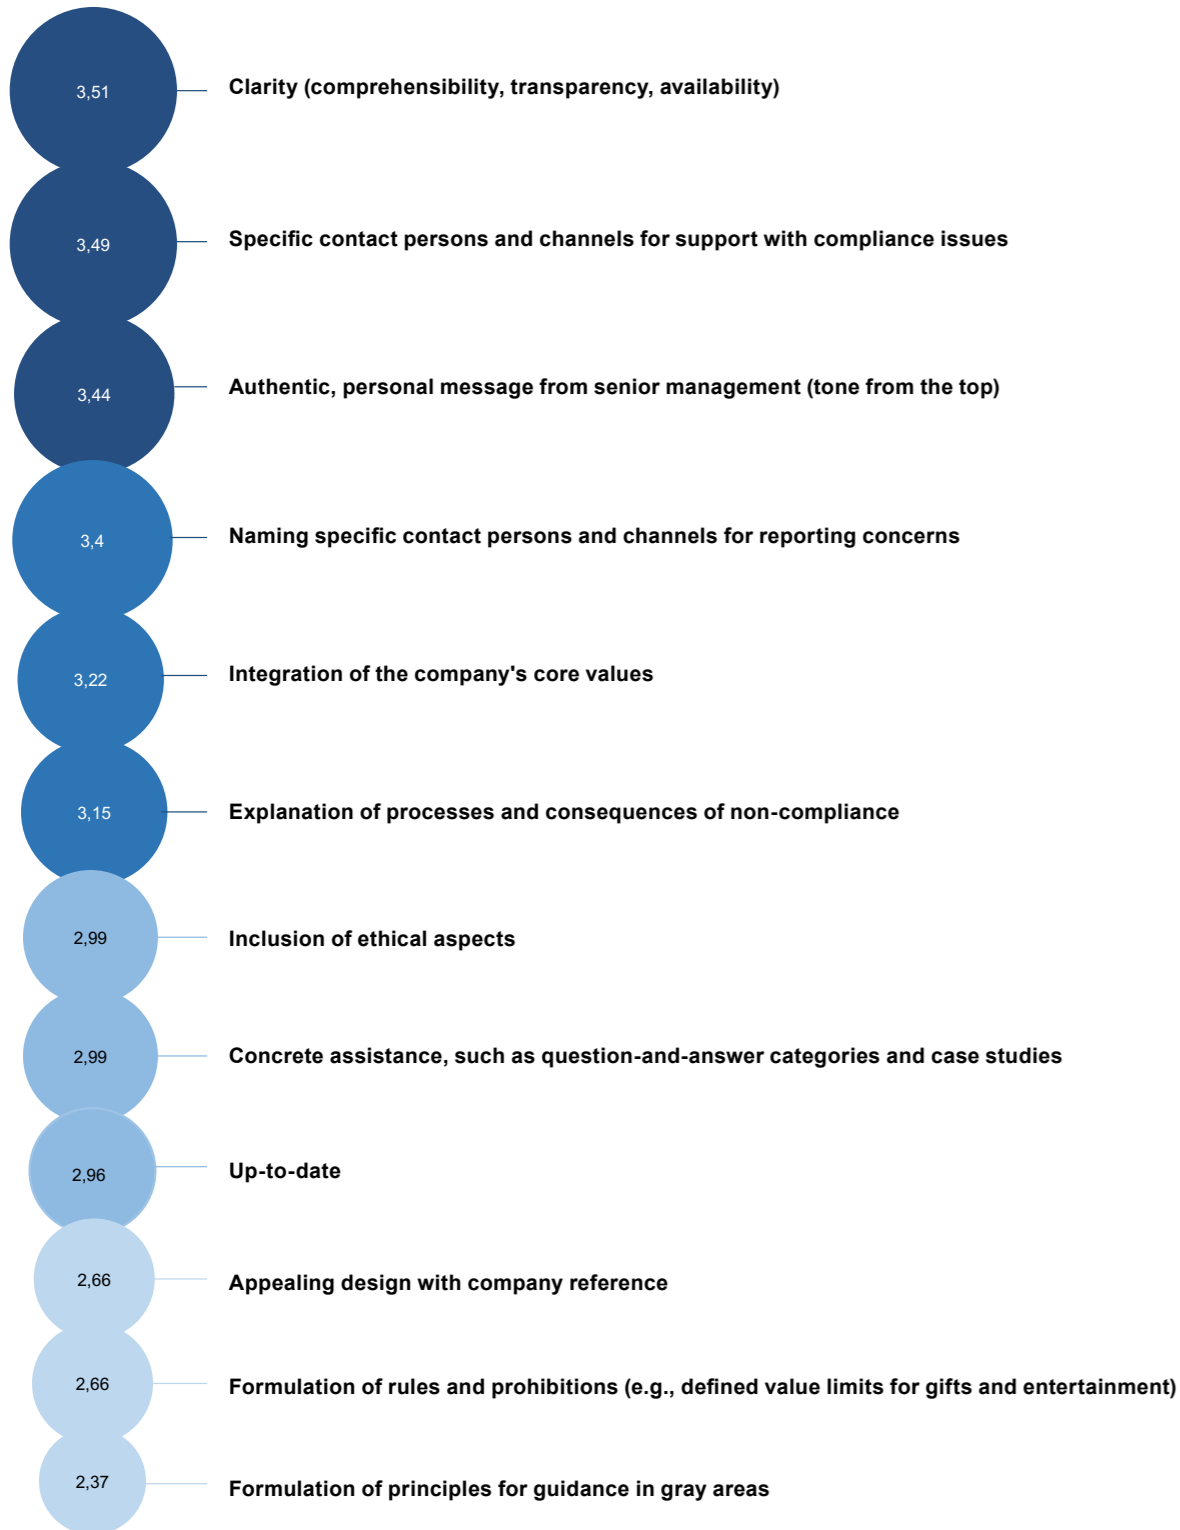 3,51 Clarity (comprehensibility, transparency, availability)
3,49 Specific contact persons and channels for support with compliance issues
3,44 Authentic, personal message from senior management (tone from the top)
3,4 Naming specific contact persons and channels for reporting concerns
3,22 Integration of the company's core values
3,15 Explanation of processes and consequences of non-compliance
2,99 Inclusion of ethical aspects
2,99 Concrete assistance, such as question-and-answer categories and case studies
2,96 Up-to-date
2,66 Appealing design with company reference
2,66 Formulation of rules and prohibitions (e.g., defined value limits for gifts and entertainment)
2,37 Formulation of principles for guidance in gray areas